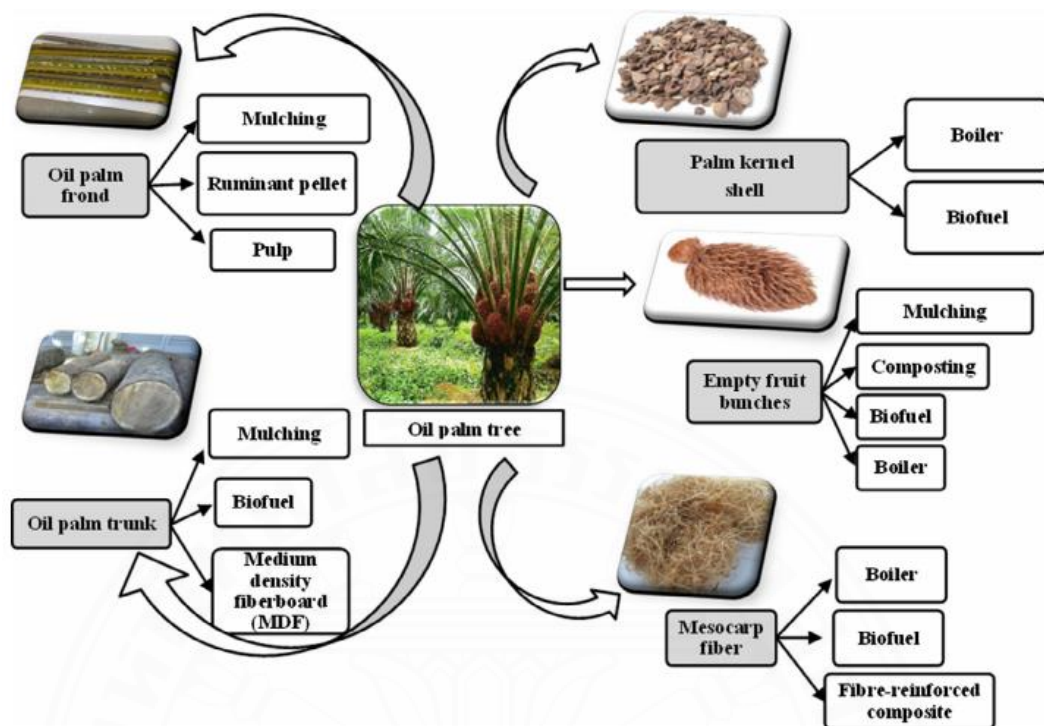 Mulching
Oil palm
frond
Ruminant pellet
Pulp
Oil palm tree
Palm kernel
shell
Boiler
Biofuel
Empty fruit
bunches
Mulching
Composting
Biofuel
Boiler
Oil palm trunk
Mulching
Biofuel
Medium
density
fiberboard
(MDF)
Mesocarp
fiber
Boiler
Biofuel
Fibre-reinforced
composite